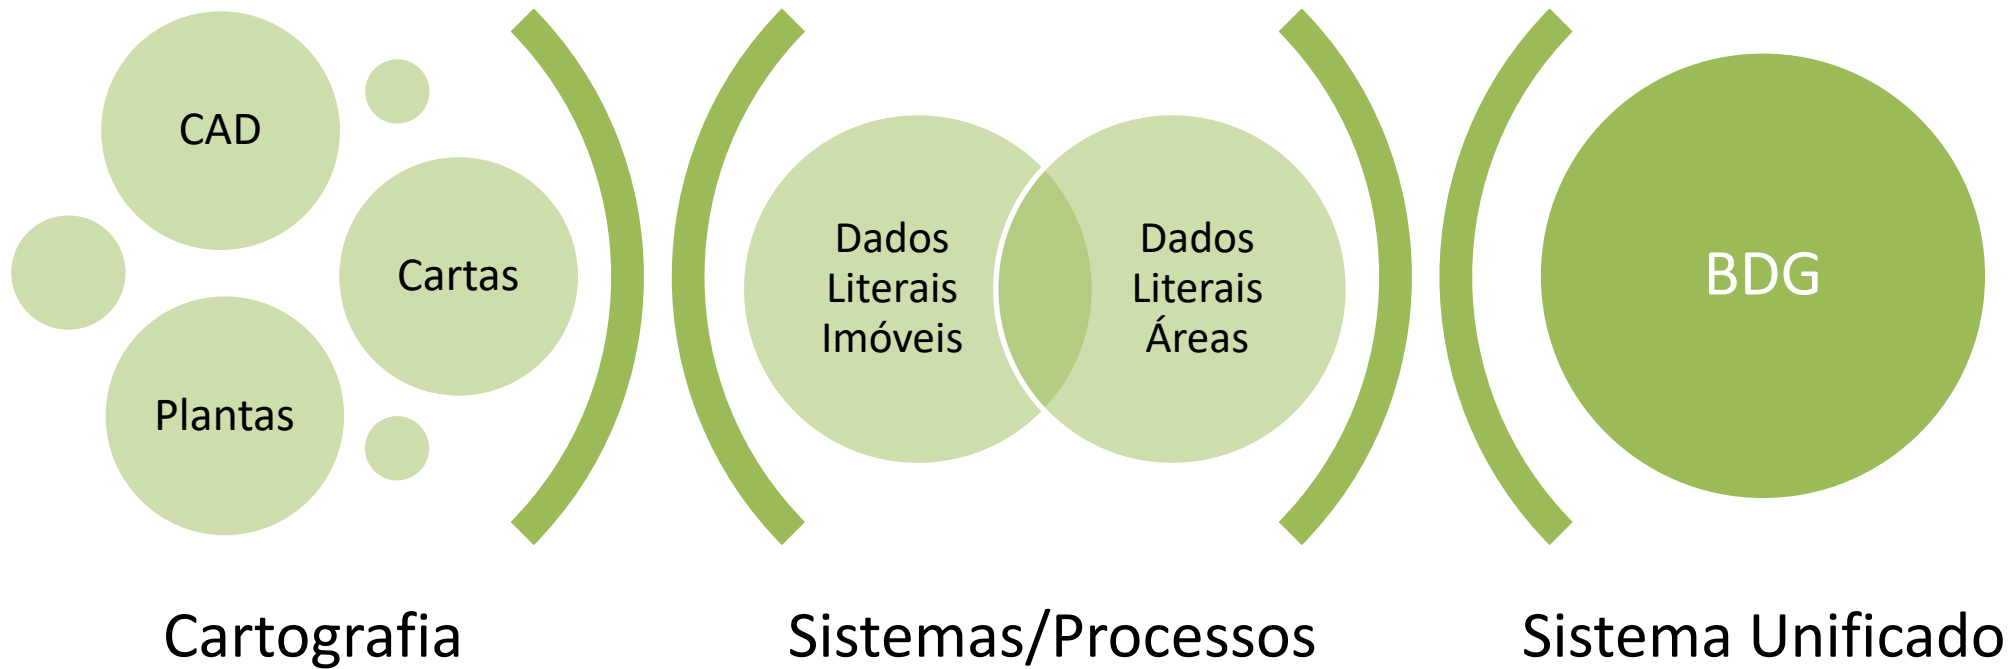 CAD
Cartas
Plantas
Dados
Literais
Imóveis
Dados
Literais
Áreas
BDG
Cartografia
Sistemas/Processos
Sistema Unificado